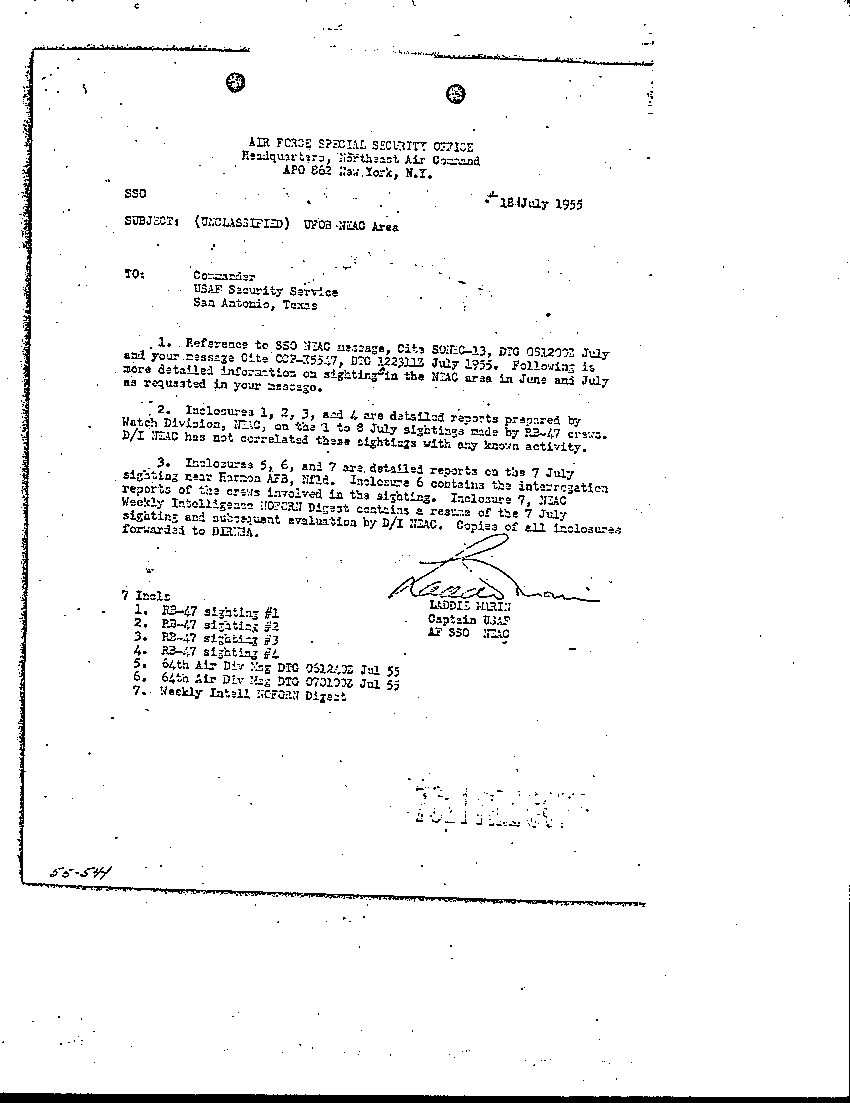 AIR FORCE SPECIAL SECURITY OFFICE
Headquarters, Northeast Air Command
APO 862 New York, N.Y.
SSO
18 July 1955
SUBJECT: (UNCLASSIFIED) UFOB NEAC Area
TO: Commander
USAF Security Service
San Antonio, Texas
1. Reference to SSO NEAC message, Cite SONEC-13, DTG July
and your message Cite DTG 122311Z July 1955. Following is
more detailed information on sighting in the NEAC area in June and July
as requested in your message.
2. Inclosures 1, 2, 3, and 4 are detailed reports prepared by
Watch Division, NEAC, on the 1 to 8 July sightings made by RB-47 crews.
D/I NEAC has not correlated these sightings with any known activity.
3. Inclosures 5, 6, and 7 are detailed reports on the 7 July
sighting near Harmon AFB, Nfld. Inclosure 6 contains the interrogation
reports of the crews involved in the sighting. Inclosure 7, NEAC
Weekly Intelligence NOFORN Digest contains a resume of the 7 July
sighting and subsequent evaluation by D/I NEAC. Copies of all inclosures
forwarded to DIRNSA.
7 Incls
1. RB-47 sighting #1
2. RB-47 sighting #2
3. RB-47 sighting #3
4. RB-47 sighting #4
5. 64th Air Div Msg DTG Jul 55
6. 64th Air Div Msg DTG Jul 55
7. Weekly Intell NOFORN Digest
LADDIE MARIN
Captain USAF
AF SSO NEAC
55-544